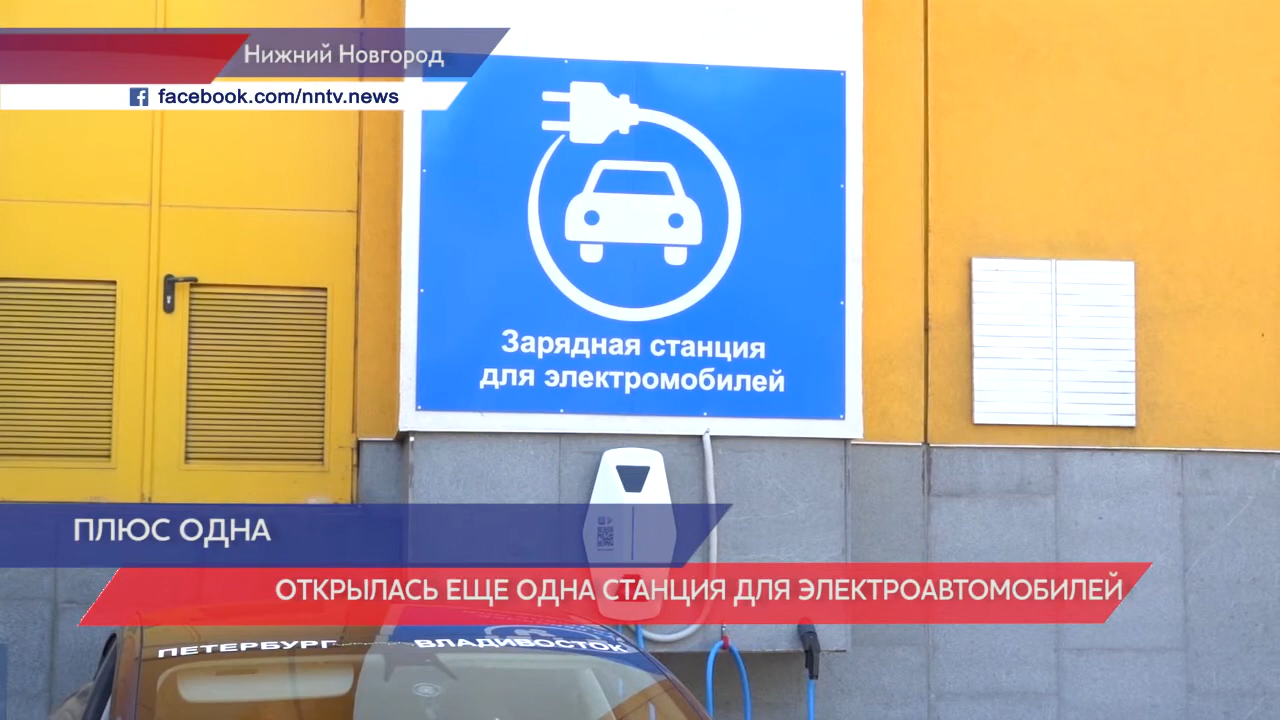 Нижний Новгород
facebook.com/nntv.news
Зарядная станция
для электромобилей
ПЛЮС ОДНА
ОТКРЫЛАСЬ ЕЩЕ ОДНА СТАНЦИЯ ДЛЯ ЭЛЕКТРОАВТОМОБИЛЕЙ
ПЕТЕРБУРГ ВЛАДИВОСТОК